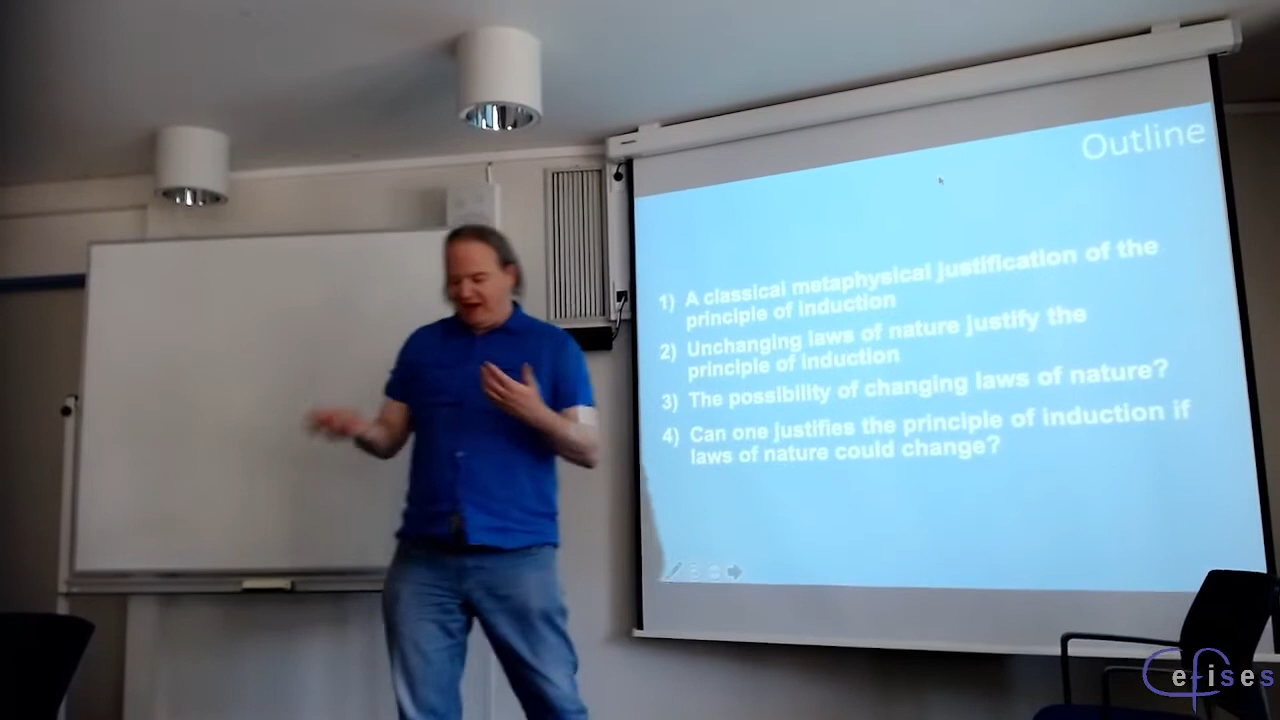 Outline
1) A classical metaphysical justification of the
principle of induction
2) Unchanging laws of nature justify the
principle of induction
3) The possibility of changing laws of nature?
4) Can one justifies the principle of induction if
laws of nature could change?
efises